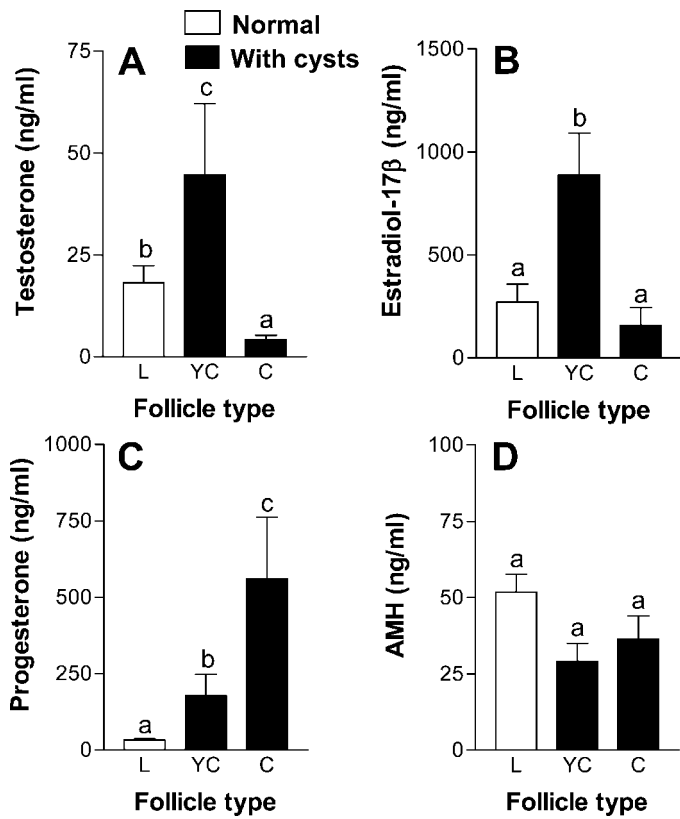 Normal
With cysts
A
Testosterone (ng/ml)
75
50
25
0
b
c
a
L YC C
Follicle type
B
Estradiol-17β (ng/ml)
1500
1000
500
0
a
b
a
L YC C
Follicle type
C
Progesterone (ng/ml)
1000
750
500
250
0
a
b
c
L YC C
Follicle type
D
AMH (ng/ml)
100
75
50
25
0
a
a
a
L YC C
Follicle type